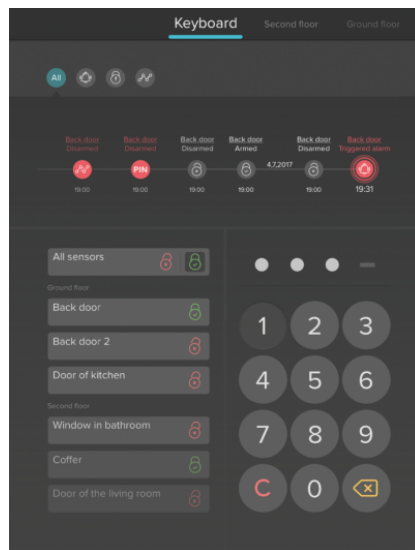 Keyboard Second floor Ground floor
All
Back door Back door Back door Back door Back door Back door
Disarmed Disarmed Disarmed Armed 4.7.2017 Disarmed Triggered alarm
PIN
19:00 19:00 19:00 19:00 19:00 19:31
All sensors
Ground floor
Back door
Back door 2
Door of kitchen
Second floor
Window in bathroom
Coffer
Door of the living room
1 2 3
4 5 6
7 8 9
C 0